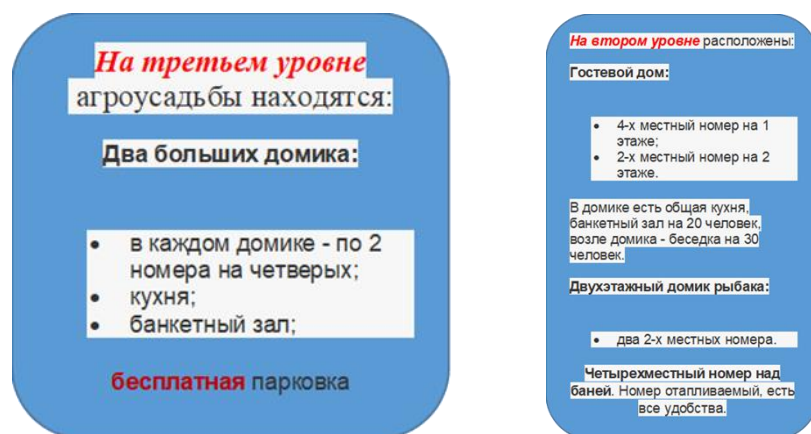 На третьем уровне
агроусадьбы находятся:
Два больших домика:
• в каждом домике - по 2
номера на четверых;
• кухня;
• банкетный зал;
бесплатная парковка
На втором уровне расположены:
Гостевой дом:
• 4-х местный номер на 1
этаже;
• 2-х местный номер на 2
этаже.
В домике есть общая кухня,
банкетный зал на 20 человек,
возле домика - беседка на 30
человек.
Двухэтажный домик рыбака:
• два 2-х местных номера.
Четырехместный номер над
баней. Номер отапливаемый, есть
все удобства.